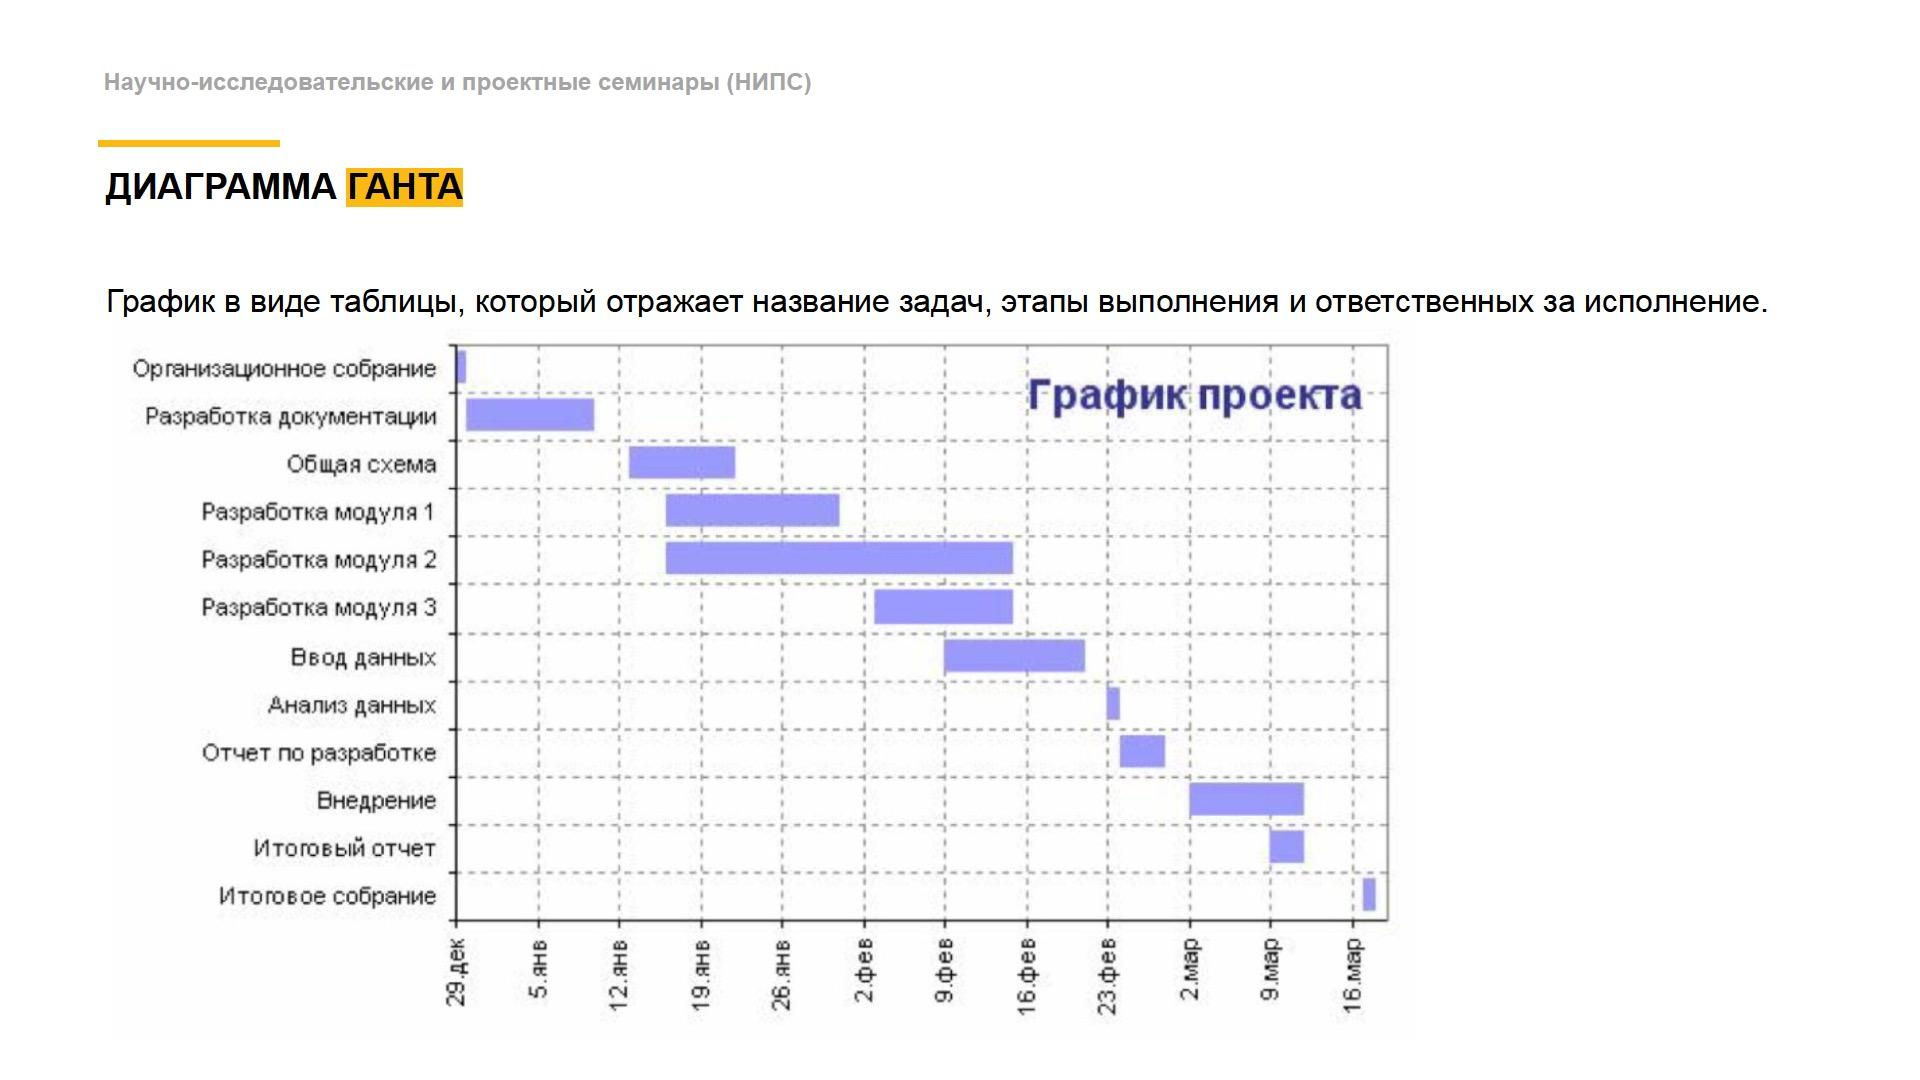 Научно-исследовательские и проектные семинары (НИПС)
ДИАГРАММА ГАНТА
График в виде таблицы, который отражает название задач, этапы выполнения и ответственных за исполнение.
График проекта
Организационное собрание
Разработка документации
Общая схема
Разработка модуля 1
Разработка модуля 2
Разработка модуля 3
Ввод данных
Анализ данных
Отчет по разработке
Внедрение
Итоговый отчет
Итоговое собрание
29.дек
5.янв
12.янв
19.янв
26.янв
2.фев
9.фев
16.фев
23.фев
2.мар
9.мар
16.мар